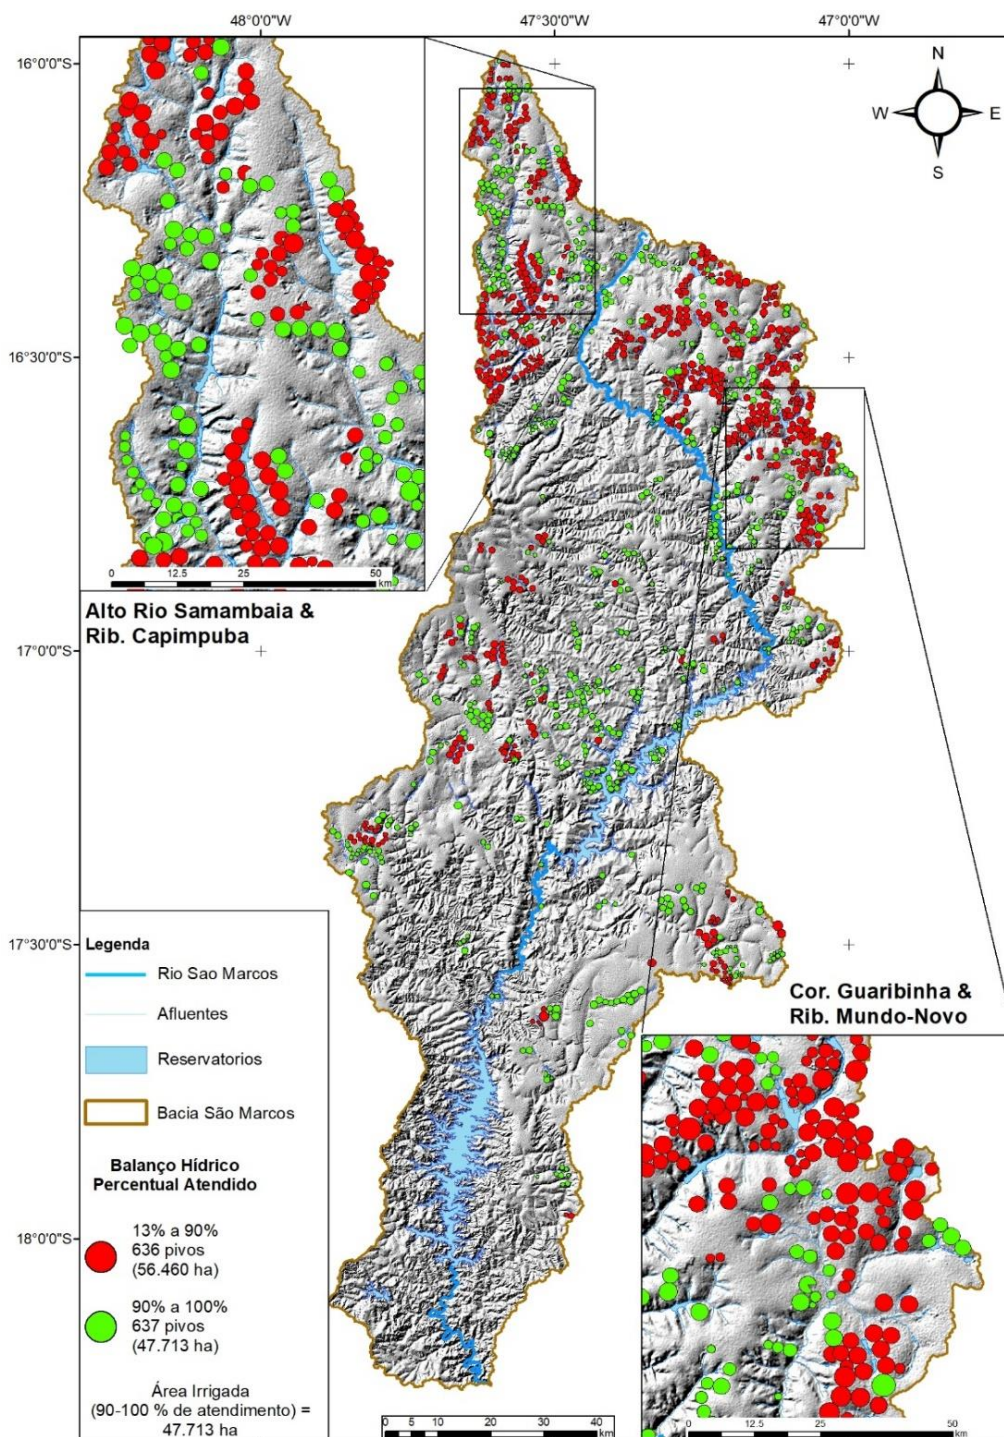 48°0'0"W
47°30'0"W
47°0'0"W
16°0'0"S
16°30'0"S
17°0'0"S
17°30'0"S
18°0'0"S
N
W
E
S
0
12.5
25
50
km
Alto Rio Samambaia &
Rib. Capimpuba
Legenda
Rio Sao Marcos
Afluentes
Reservatorios
Bacia São Marcos
Balanço Hídrico
Percentual Atendido
13% a 90%
636 pivos
(56.460 ha)
90% a 100%
637 pivos
(47.713 ha)
Área Irrigada
(90-100 % de atendimento) =
47.713 ha
Cor. Guaribinha &
Rib. Mundo-Novo
0
5
10
20
30
40
km
0
12.5
25
50
km